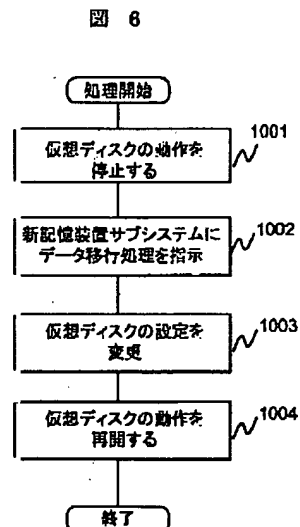 図 6
処理開始
仮想ディスクの動作を
停止する
1001
新記憶装置サブシステムに
データ移行処理を指示
1002
仮想ディスクの設定を
変更
1003
仮想ディスクの動作を
再開する
1004
終了